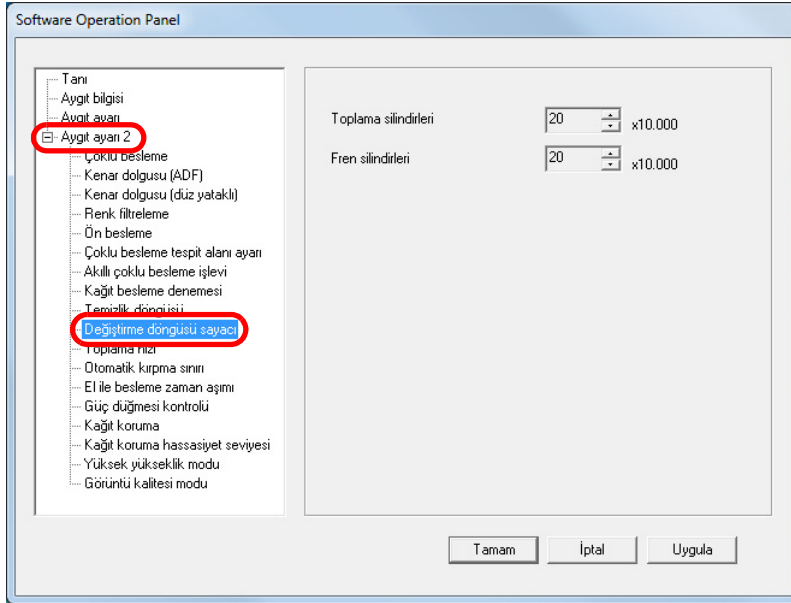 Software Operation Panel
Tanı
Aygıt bilgisi
Aygıt ayarı
Aygıt ayarı 2
Çoklu besleme
Kenar dolgusu (ADF)
Kenar dolgusu (düz yataklı)
Renk filtreleme
Ön besleme
Çoklu besleme tespit alanı ayarı
Akıllı çoklu besleme işlevi
Kağıt besleme denemesi
Temizlik döngüsü
Değiştirme döngüsü sayacı
Toplama hızı
Otomatik kırpma sınırı
El ile besleme zaman aşımı
Güç düğmesi kontrolü
Kağıt koruma
Kağıt koruma hassasiyet seviyesi
Yüksek yükseklik modu
Görüntü kalitesi modu
Toplama silindirleri 20 x10.000
Fren silindirleri 20 x10.000
Tamam İptal Uygula